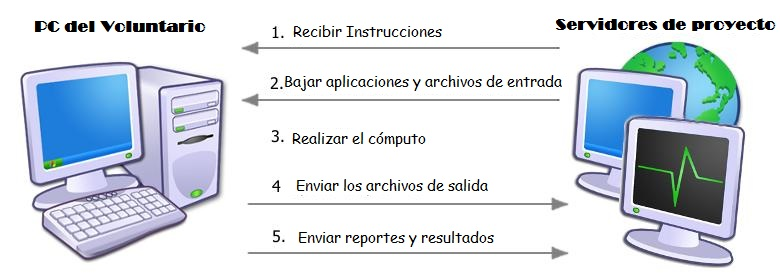 PC del Voluntario
Servidores de proyecto
1. Recibir Instrucciones
2.Bajar aplicaciones y archivos de entrada
3. Realizar el cómputo
4 Enviar los archivos de salida
5. Enviar reportes y resultados